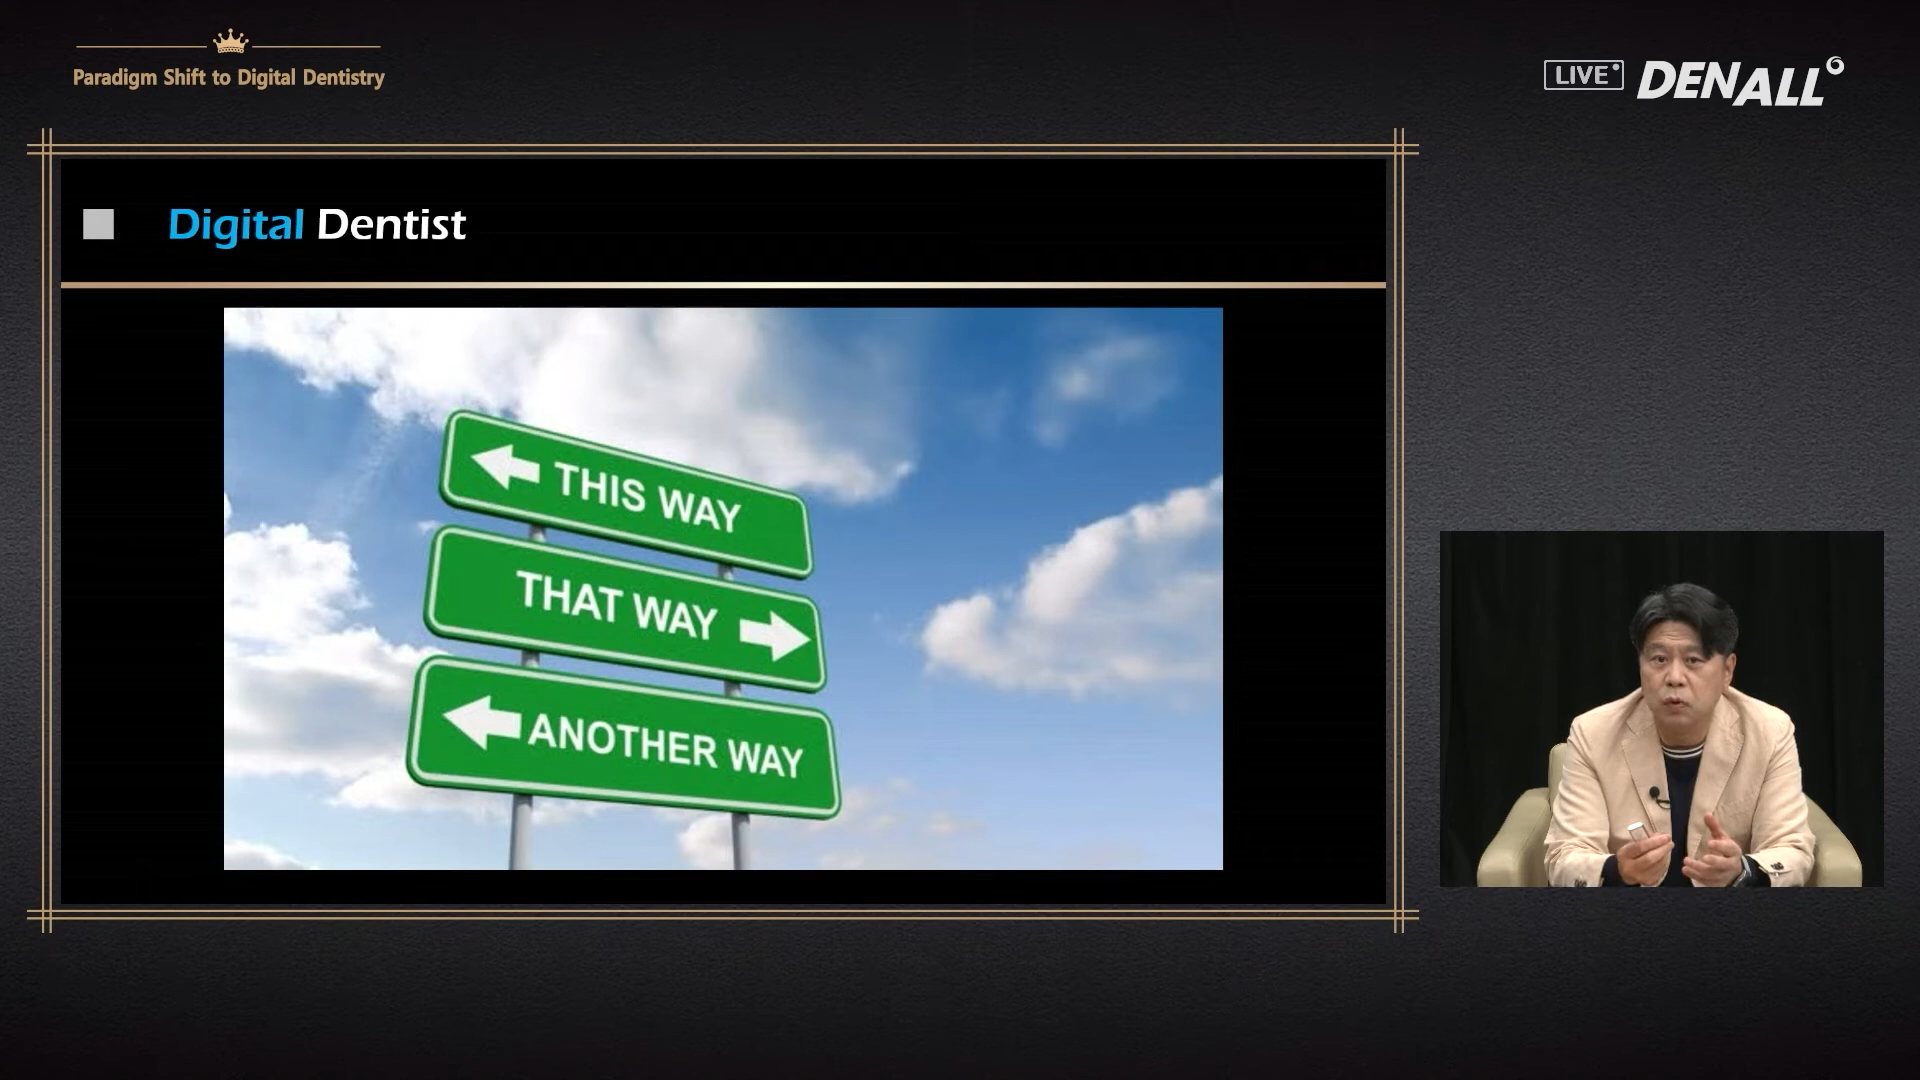 Paradigm Shift to Digital Dentistry
LIVE
DENALL
Digital Dentist
THIS WAY
THAT WAY
ANOTHER WAY